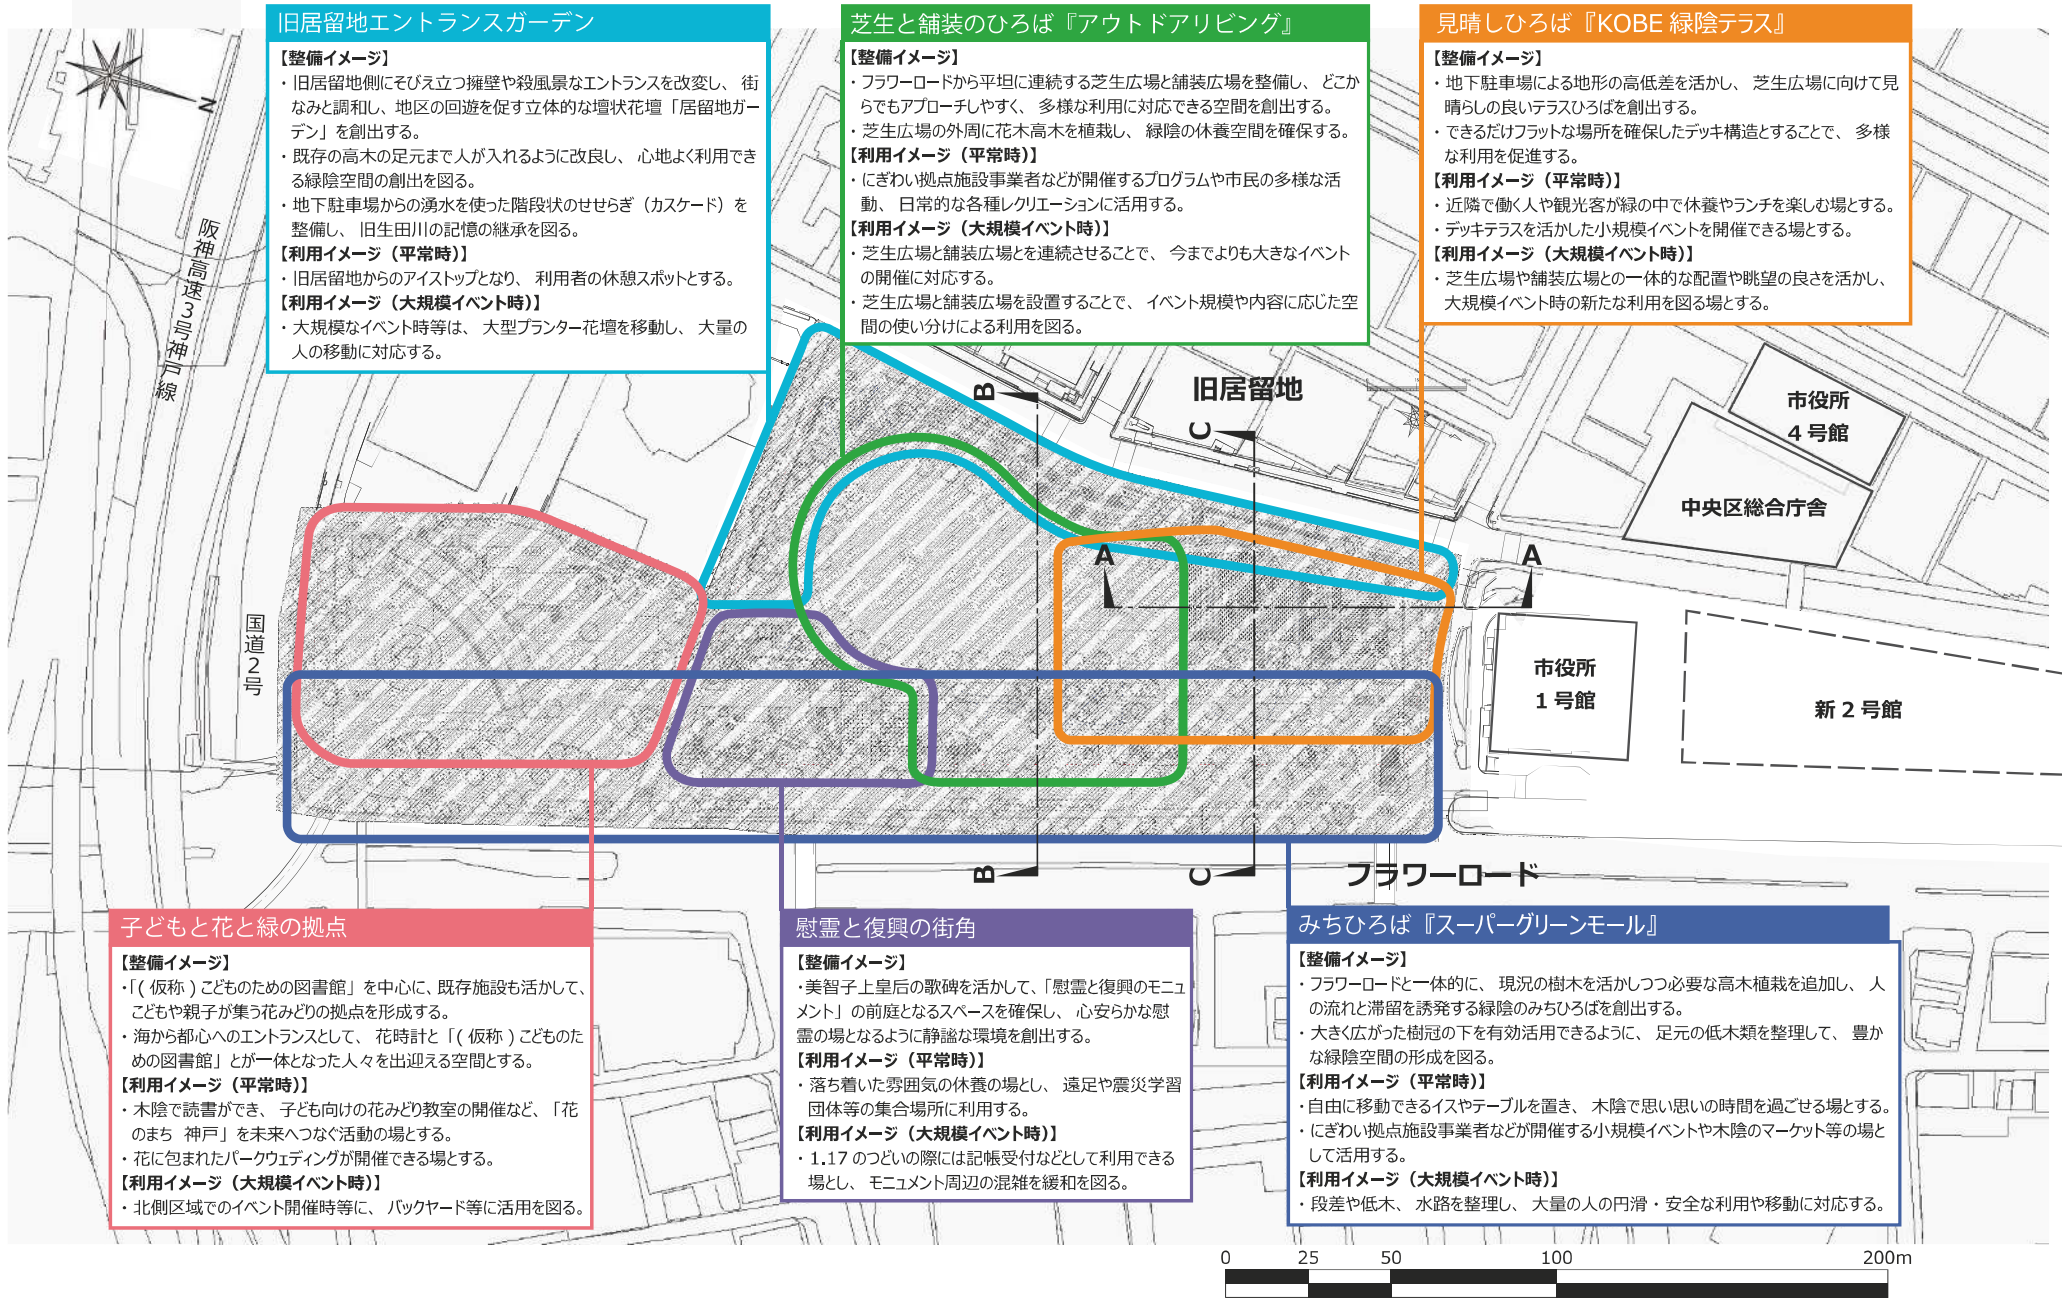 旧居留地エントランスガーデン
【整備イメージ】
・旧居留地側にそびえ立つ擁壁や殺風景なエントランスを改変し、街
なみと調和し、地区の回遊を促す立体的な壇状花壇「居留地ガー
デン」を創出する。
・既存の高木の足元まで人が入れるように改良し、心地よく利用でき
る緑陰空間の創出を図る。
・地下駐車場からの湧水を使った階段状のせせらぎ（カスケード）を
整備し、旧生田川の記憶の継承を図る。
【利用イメージ（平常時）】
・旧居留地からのアイストップとなり、利用者の休憩スポットとする。
【利用イメージ（大規模イベント時）】
・大規模なイベント時等は、大型プランター花壇を移動し、大量の
人の移動に対応する。
芝生と舗装のひろば『アウトドアリビング』
【整備イメージ】
・フラワーロードから平坦に連続する芝生広場と舗装広場を整備し、どこか
らでもアプローチしやすく、多様な利用に対応できる空間を創出する。
・芝生広場の外周に花木高木を植栽し、緑陰の休養空間を確保する。
【利用イメージ（平常時）】
・にぎわい拠点施設事業者などが開催するプログラムや市民の多様な活
動、日常的な各種レクリエーションに活用する。
【利用イメージ（大規模イベント時）】
・芝生広場と舗装広場とを連続させることで、今までよりも大きなイベント
の開催に対応する。
・芝生広場と舗装広場を設置することで、イベント規模や内容に応じた空
間の使い分けによる利用を図る。
見晴しひろば『KOBE 緑陰テラス』
【整備イメージ】
・地下駐車場による地形の高低差を活かし、芝生広場に向けて見
晴らしの良いテラスひろばを創出する。
・できるだけフラットな場所を確保したデッキ構造とすることで、多様
な利用を促進する。
【利用イメージ（平常時）】
・近隣で働く人や観光客が緑の中で休養やランチを楽しむ場とする。
・デッキテラスを活かした小規模イベントを開催できる場とする。
【利用イメージ（大規模イベント時）】
・芝生広場や舗装広場との一体的な配置や眺望の良さを活かし、
大規模イベント時の新たな利用を図る場とする。
N
阪神高速3号神戸線
国道2号
旧居留地
B
C
A
A
市役所
4号館
中央区総合庁舎
市役所
1号館
新2号館
B
C
フラワーロード
子どもと花と緑の拠点
【整備イメージ】
・「(仮称)こどものための図書館」を中心に、既存施設も活かして、
こどもや親子が集う花みどりの拠点を形成する。
・海から都心へのエントランスとして、花時計と「(仮称)こどものた
めの図書館」とが一体となった人々を出迎える空間とする。
【利用イメージ（平常時）】
・木陰で読書ができ、子ども向けの花みどり教室の開催など、「花
のまち 神戸」を未来へつなぐ活動の場とする。
・花に包まれたパークウェディングが開催できる場とする。
【利用イメージ（大規模イベント時）】
・北側区域でのイベント開催時等に、バックヤード等に活用を図る。
慰霊と復興の街角
【整備イメージ】
・美智子上皇后の歌碑を活かして、「慰霊と復興のモニュ
メント」の前庭となるスペースを確保し、心安らかな慰
霊の場となるように静謐な環境を創出する。
【利用イメージ（平常時）】
・落ち着いた雰囲気の休養の場とし、遠足や震災学習
団体等の集合場所に利用する。
【利用イメージ（大規模イベント時）】
・1.17 のつどいの際には記帳受付などとして利用できる
場とし、モニュメント周辺の混雑を緩和を図る。
みちひろば『スーパーグリーンモール』
【整備イメージ】
・フラワーロードと一体的に、現況の樹木を活かしつつ必要な高木植栽を追加し、人
の流れと滞留を誘発する緑陰のみちひろばを創出する。
・大きく広がった樹冠の下を有効活用できるように、足元の低木類を整理して、豊か
な緑陰空間の形成を図る。
【利用イメージ（平常時）】
・自由に移動できるイスやテーブルを置き、木陰で思い思いの時間を過ごせる場とする。
・にぎわい拠点施設事業者などが開催する小規模イベントや木陰のマーケット等の場と
して活用する。
【利用イメージ（大規模イベント時）】
・段差や低木、水路を整理し、大量の人の円滑・安全な利用や移動に対応する。
0 25 50 100 200m